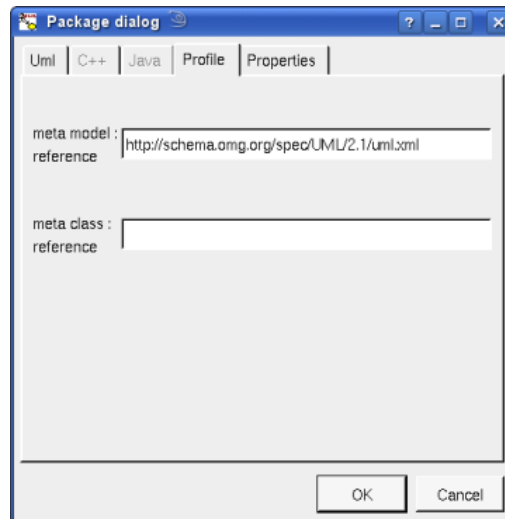 Package dialog
Uml C++ Java Profile Properties
meta model :
reference
http://schema.omg.org/spec/UML/2.1/uml.xml
meta class :
reference
OK Cancel